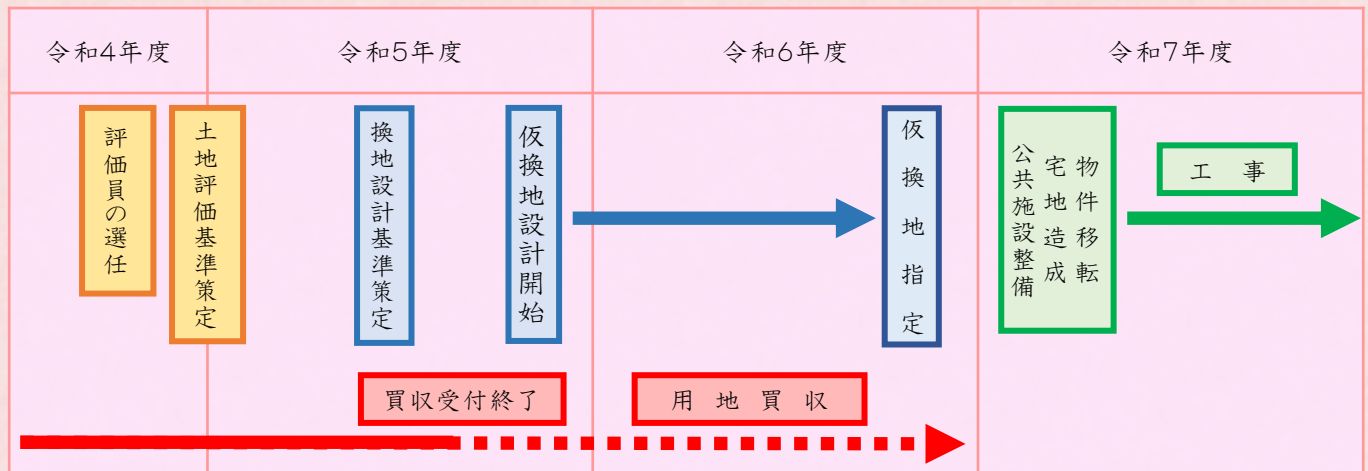 令和4年度
令和5年度
令和6年度
令和7年度
評価員の選任
土地評価基準策定
換地設計基準策定
仮換地設計開始
仮換地指定
物件移転
宅地造成
公共施設整備
工事
買収受付終了
用地買収